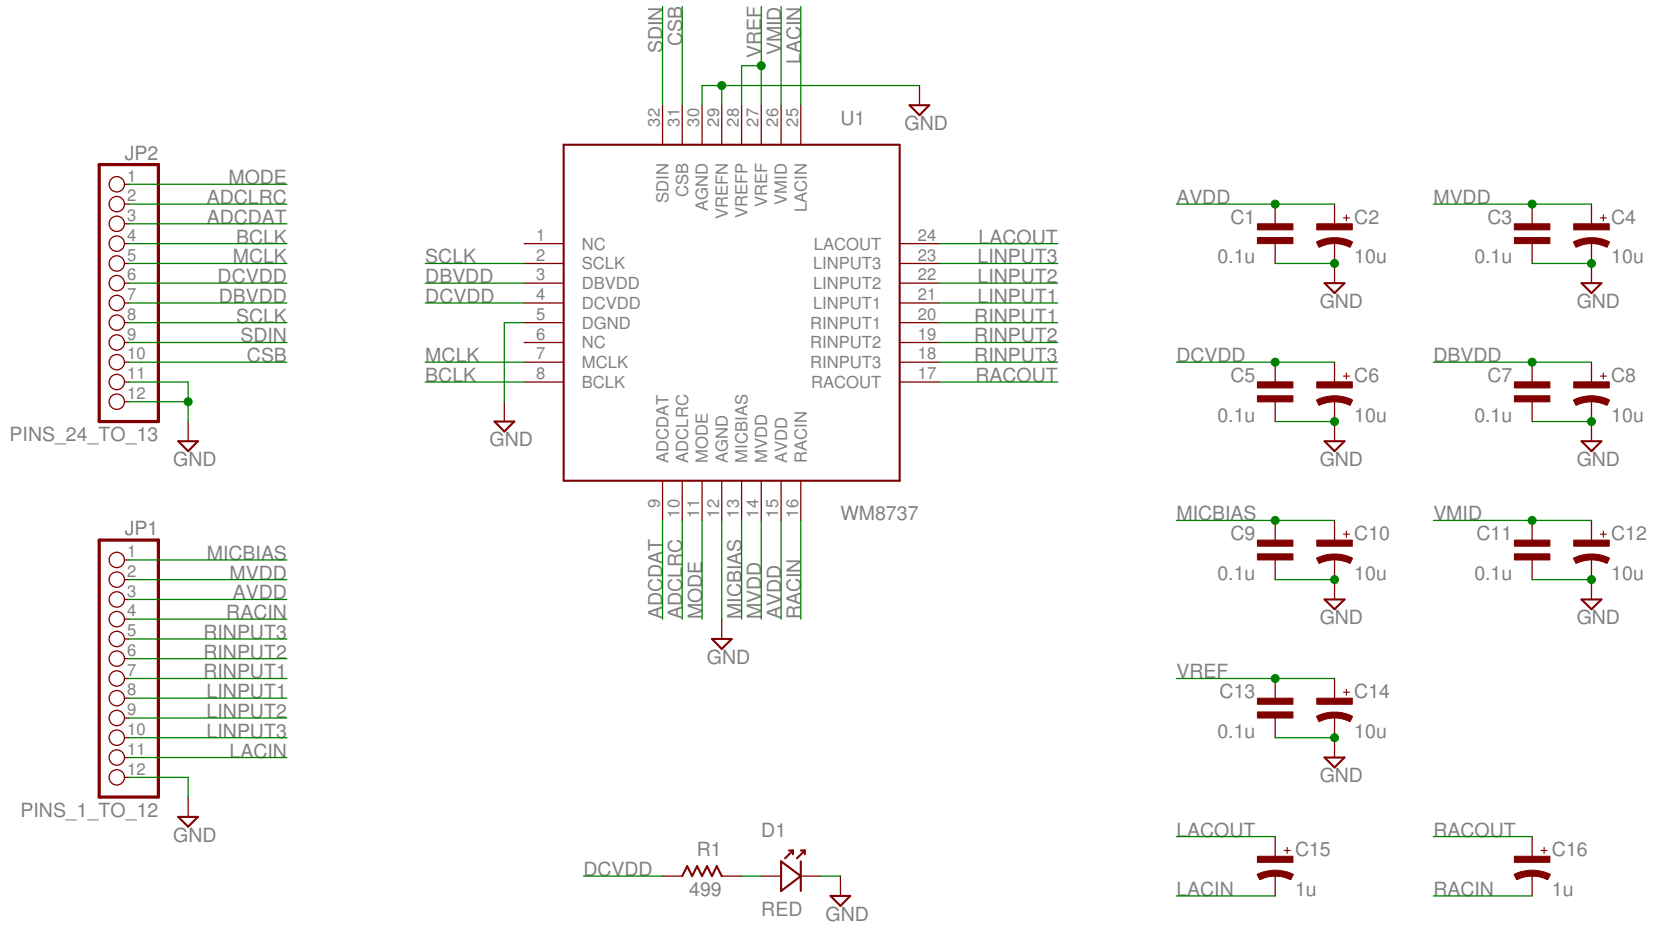 SDIN
CSB
VREF
VMID
LACIN
32
31
30
29
28
27
26
25
U1
GND
SDIN
CSB
AGND
VREFN
VREFP
VREF
VMID
LACIN
JP2
1 MODE
2 ADCLRC
3 ADCDAT
4 BCLK
5 MCLK
6 DCVDD
7 DBVDD
8 SCLK
9 SDIN
10 CSB
11
12
PINS_24_TO_13
GND
1 NC
SCLK 2 SCLK
DBVDD 3 DBVDD
DCVDD 4 DCVDD
5 DGND
6 NC
MCLK 7 MCLK
BCLK 8 BCLK
GND
LACOUT 24 LACOUT
LINPUT3 23 LINPUT3
LINPUT2 22 LINPUT2
LINPUT1 21 LINPUT1
RINPUT1 20 RINPUT1
RINPUT2 19 RINPUT2
RINPUT3 18 RINPUT3
RACOUT 17 RACOUT
ADCDAT
ADCLRC
MODE
AGND
MICBIAS
MVDD
AVDD
RACIN
9
10
11
12
13
14
15
16
WM8737
ADCDAT
ADCLRC
MODE
MICBIAS
MVDD
AVDD
RACIN
GND
JP1
1 MICBIAS
2 MVDD
3 AVDD
4 RACIN
5 RINPUT3
6 RINPUT2
7 RINPUT1
8 LINPUT1
9 LINPUT2
10 LINPUT3
11 LACIN
12
PINS_1_TO_12
GND
D1
R1
DCVDD
499
RED
GND
AVDD
C1 + C2
0.1u 10u
GND
MVDD
C3 + C4
0.1u 10u
GND
DCVDD
C5 + C6
0.1u 10u
GND
DBVDD
C7 + C8
0.1u 10u
GND
MICBIAS
C9 + C10
0.1u 10u
GND
VMID
C11 + C12
0.1u 10u
GND
VREF
C13 + C14
0.1u 10u
GND
LACOUT
+ C15
1u
LACIN
RACOUT
+ C16
1u
RACIN